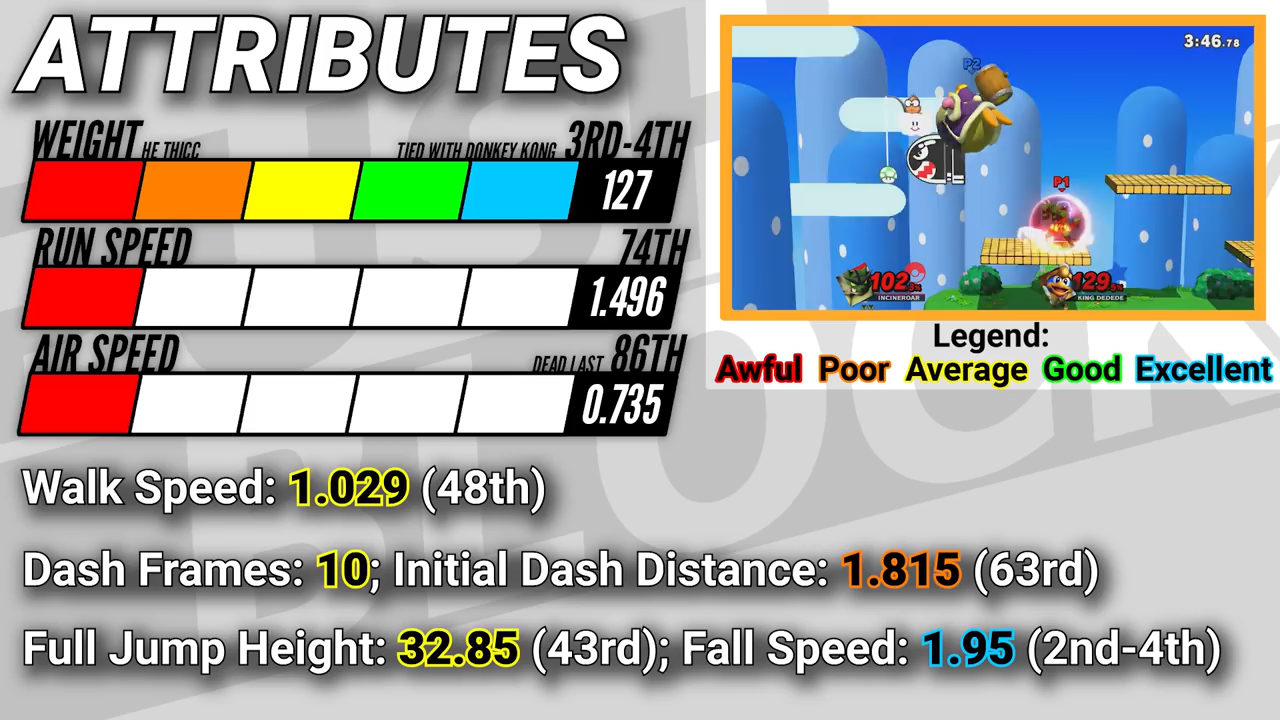 ATTRIBUTES
WEIGHT HE THICC TIED WITH DONKEY KONG 3RD-4TH
127
RUN SPEED 74TH
1.496
AIR SPEED DEAD LAST 86TH
0.735
Walk Speed: 1.029 (48th)
Dash Frames: 10; Initial Dash Distance: 1.815 (63rd)
Full Jump Height: 32.85 (43rd); Fall Speed: 1.95 (2nd-4th)
3:46.78
P2
P1
102
INCINEROAR
129
KING DEDEDE
Legend:
Awful Poor Average Good Excellent